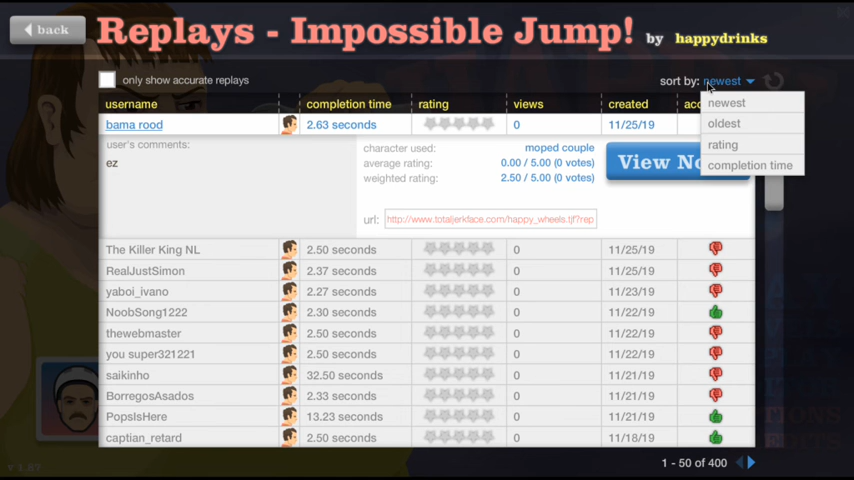 back
Replays - Impossible Jump! by happydrinks
only show accurate replays
sort by: newest
newest
oldest
rating
completion time
username completion time rating views created
bama rood 2.63 seconds 0 11/25/19
user's comments:
ez
character used: moped couple
average rating: 0.00 / 5.00 (0 votes)
weighted rating: 2.50 / 5.00 (0 votes)
View
url: http://www.totaljerkface.com/happy_wheels.tjf?rep
The Killer King NL 2.50 seconds 0 11/25/19
RealJustSimon 2.37 seconds 0 11/25/19
yaboi_ivano 2.27 seconds 0 11/23/19
NoobSong1222 2.30 seconds 0 11/22/19
thewebmaster 2.50 seconds 0 11/22/19
you super321221 2.50 seconds 0 11/22/19
saikinho 32.50 seconds 0 11/21/19
BorregosAsados 2.33 seconds 0 11/21/19
PopsIsHere 13.23 seconds 0 11/21/19
captian_retard 2.50 seconds 0 11/18/19
1 - 50 of 400
v 1.87